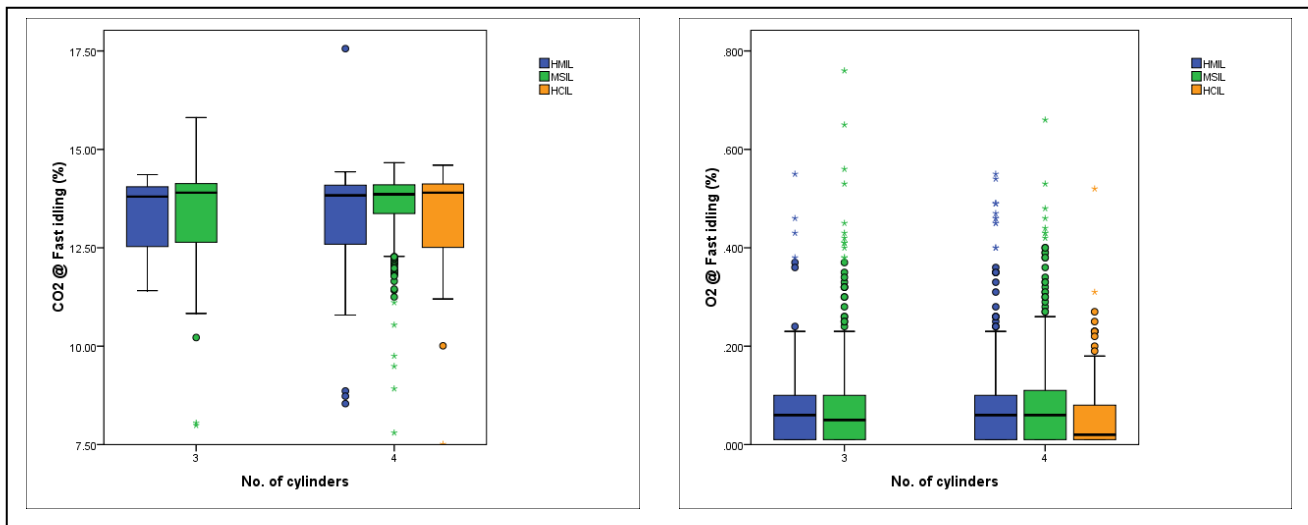 CO2 @ Fast idling (%)
17.50
15.00
12.50
10.00
7.50
3
4
No. of cylinders
HMIL
MSIL
HCIL
O2 @ Fast idling (%)
.800
.600
.400
.200
.000
3
4
No. of cylinders
HMIL
MSIL
HCIL